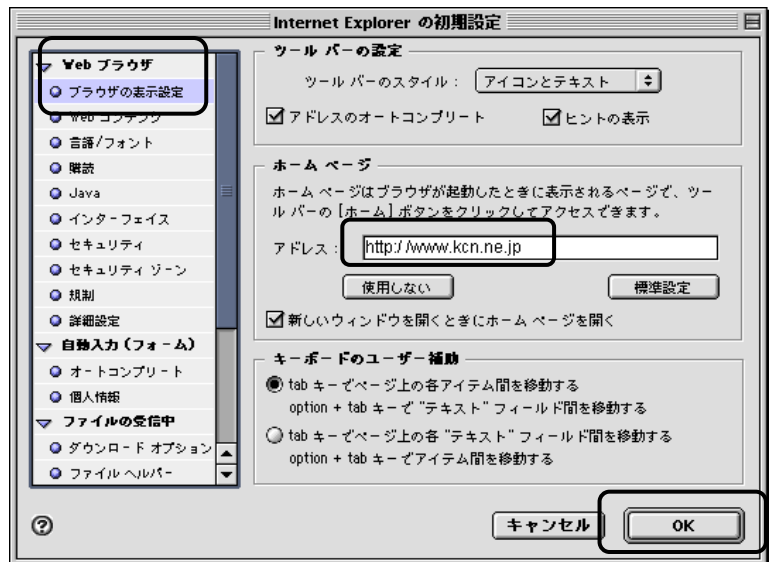 Internet Explorer の初期設定
Web ブラウザ
ブラウザの表示設定
Web コンテンツ
言語/フォント
購読
Java
インターフェイス
セキュリティ
セキュリティ ゾーン
規制
詳細設定
自動入力(フォーム)
オートコンプリート
個人情報
ファイルの受信中
ダウンロード オプション
ファイル ヘルパー
ツール バーの設定
ツール バーのスタイル: アイコンとテキスト
アドレスのオートコンプリート ヒントの表示
ホーム ページ
ホーム ページはブラウザが起動したときに表示されるページで、ツー
ル バーの [ホーム] ボタンをクリックしてアクセスできます。
アドレス: http://www.kcn.ne.jp
使用しない 標準設定
新しいウィンドウを開くときにホーム ページを開く
キーボードのユーザー補助
tab キーでページ上の各アイテム間を移動する
option + tab キーで "テキスト" フィールド間を移動する
tab キーでページ上の各 "テキスト" フィールド間を移動する
option + tab キーでアイテム間を移動する
? キャンセル OK